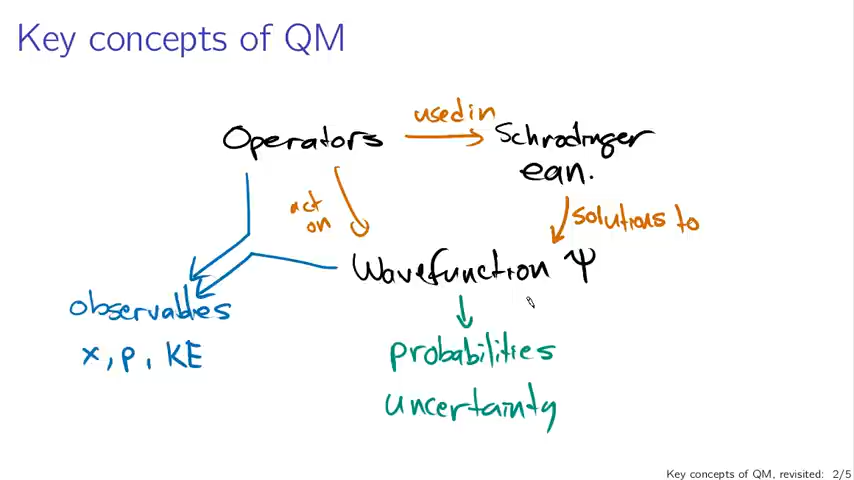 Key concepts of QM
used in
Operators
Schrodinger
eqn.
act
on
solutions to
Wavefunction Ψ
observables
x, p, KE
probabilities
uncertainty
Key concepts of QM, revisited: 2/5